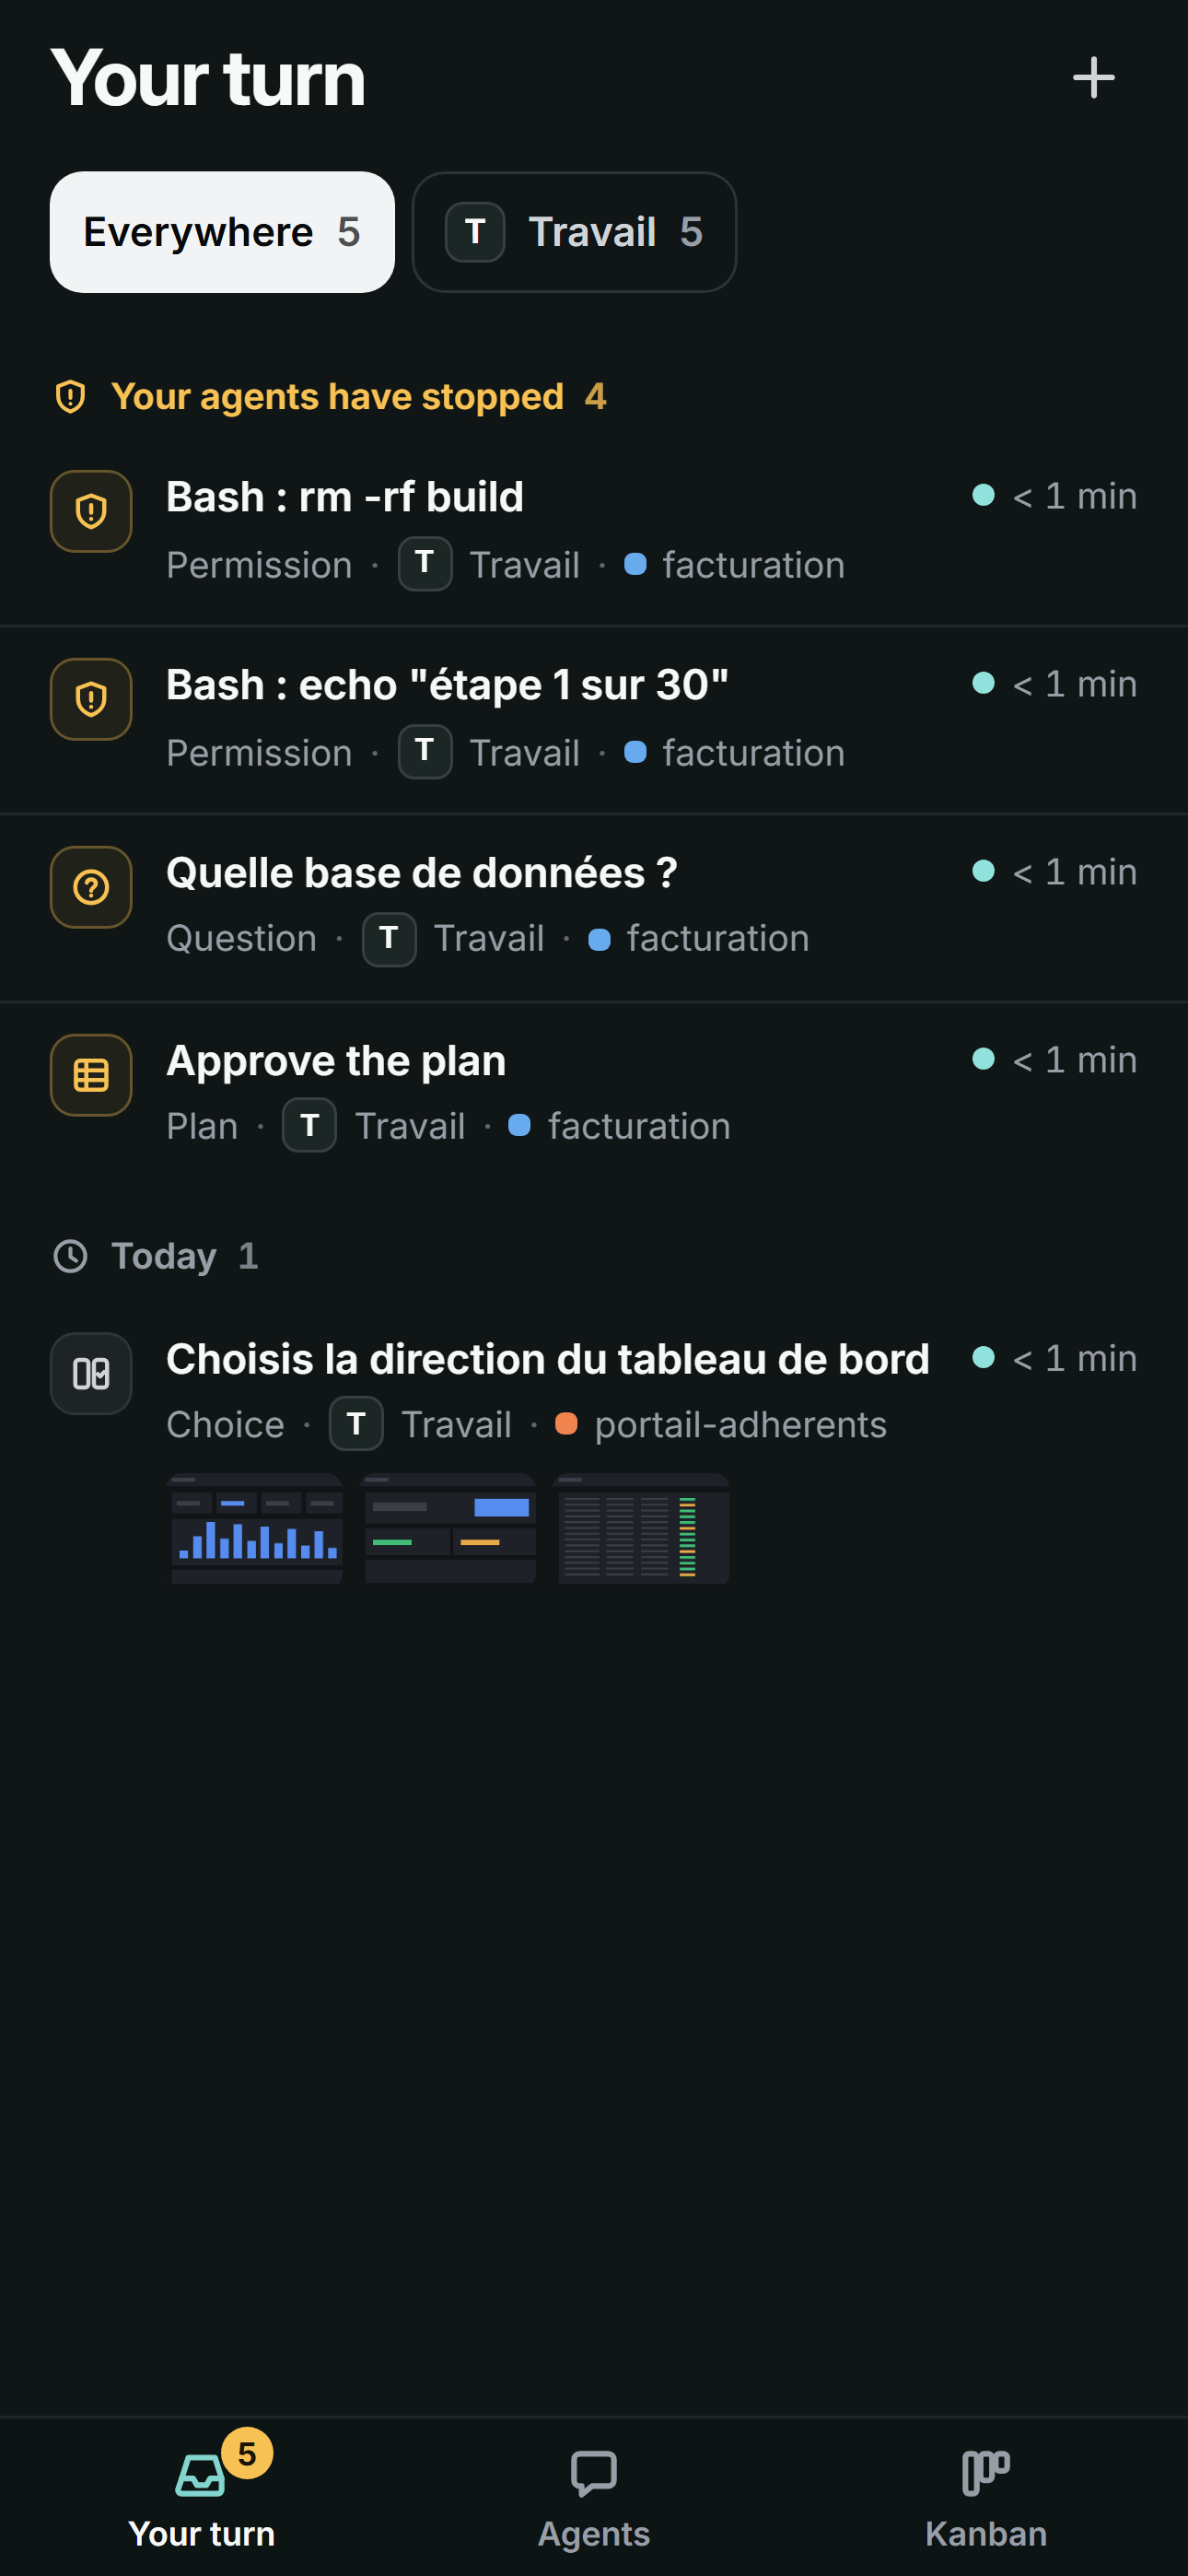 Your turn
Everywhere 5
T Travail 5
Your agents have stopped 4
Bash : rm -rf build
< 1 min
Permission · T Travail · facturation
Bash : echo "étape 1 sur 30"
< 1 min
Permission · T Travail · facturation
Quelle base de données ?
< 1 min
Question · T Travail · facturation
Approve the plan
< 1 min
Plan · T Travail · facturation
Today 1
Choisis la direction du tableau de bord
< 1 min
Choice · T Travail · portail-adherents
5
Your turn
Agents
Kanban